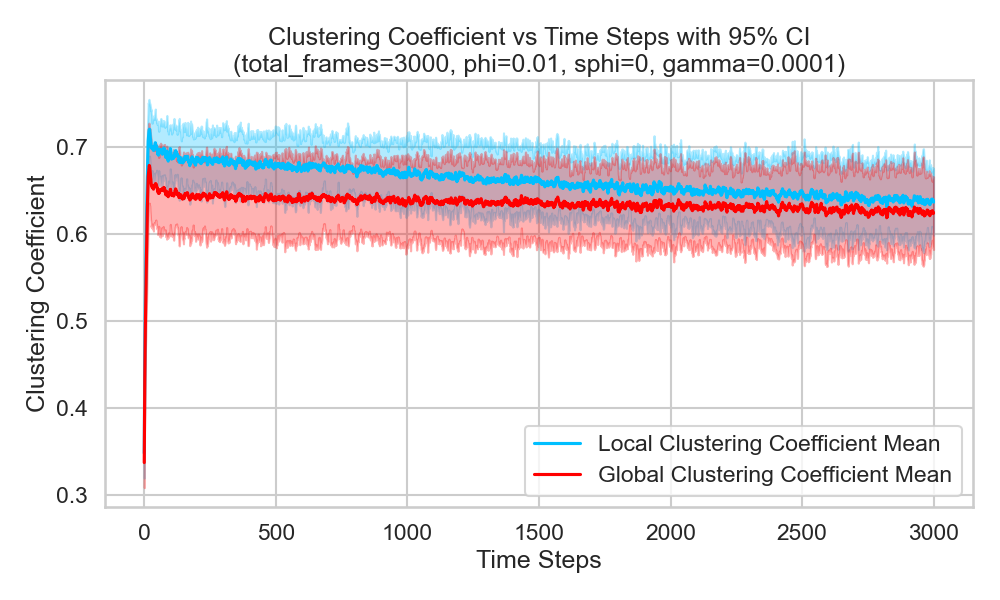 Clustering Coefficient vs Time Steps with 95% CI
(total_frames=3000, phi=0.01, sphi=0, gamma=0.0001)
Clustering Coefficient
0.7
0.6
0.5
0.4
0.3
Local Clustering Coefficient Mean
Global Clustering Coefficient Mean
0 500 1000 1500 2000 2500 3000
Time Steps